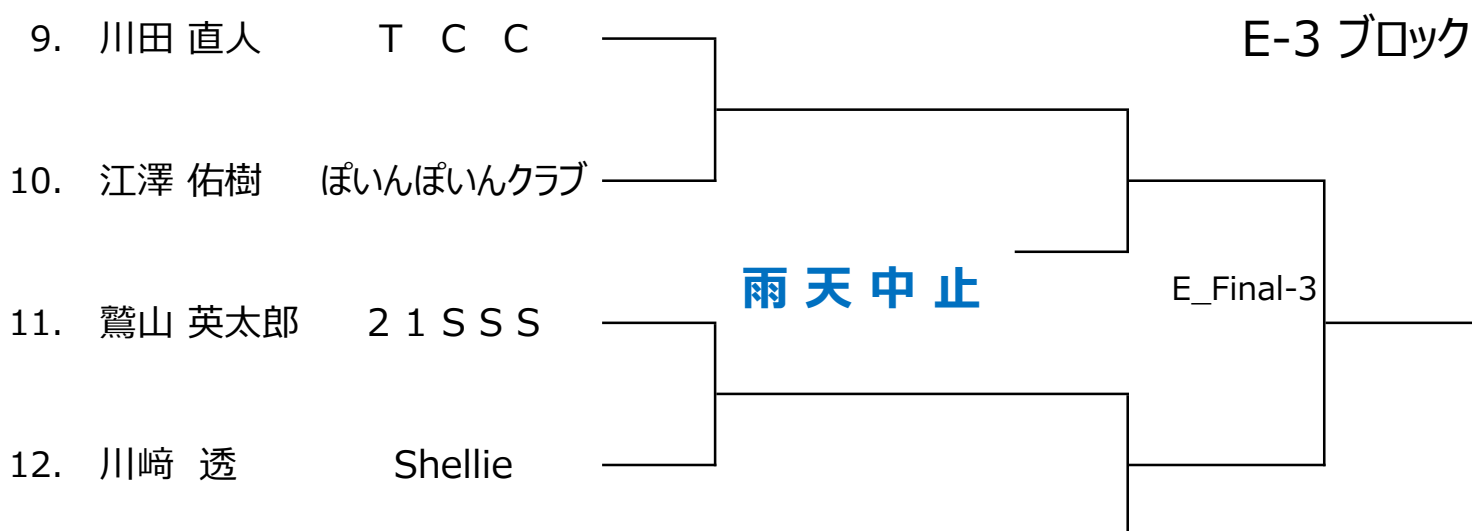 9. 川田 直人 T C C
E-3 ブロック
10. 江澤 佑樹 ぽいんぽいんクラブ
雨 天 中 止
E_Final-3
11. 鷲山 英太郎 2 1 S S S
12. 川﨑 透 Shellie